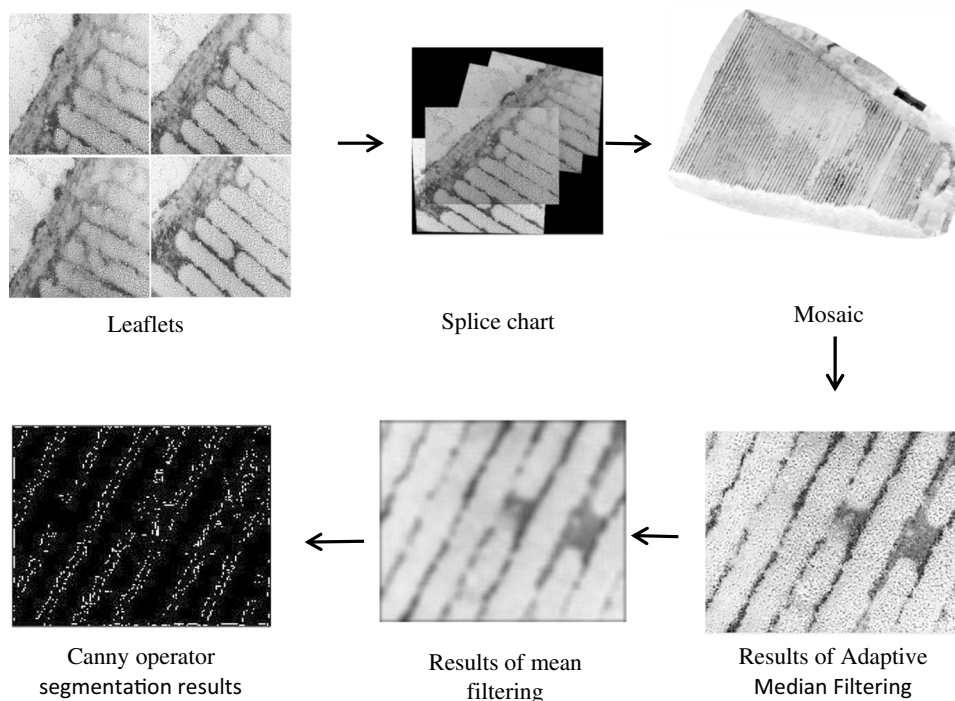 Leaflets
Splice chart
Mosaic
Canny operator
segmentation results
Results of mean
filtering
Results of Adaptive
Median Filtering